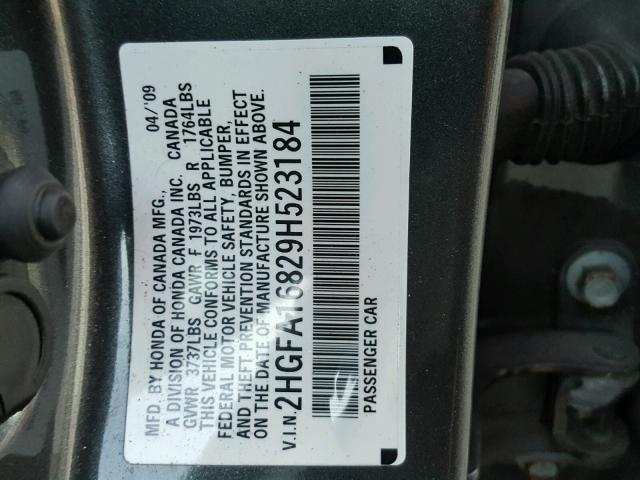 MFD. BY HONDA OF CANADA MFG., 04/'09
A DIVISION OF HONDA CANADA INC. CANADA
GVWR 3737LBS GAWR F 1973LBS R 1764LBS
THIS VEHICLE CONFORMS TO ALL APPLICABLE
FEDERAL MOTOR VEHICLE SAFETY, BUMPER,
AND THEFT PREVENTION STANDARDS IN EFFECT
ON THE DATE OF MANUFACTURE SHOWN ABOVE.
V.I.N. 2HGFA16829H523184
PASSENGER CAR